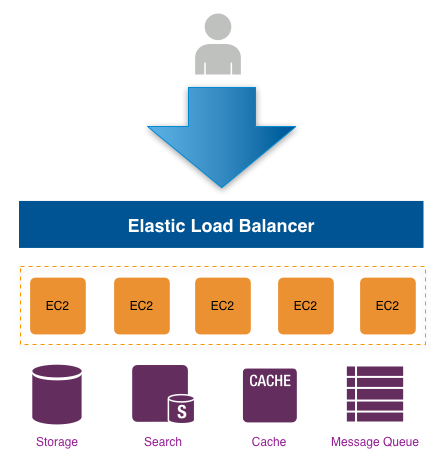 Elastic Load Balancer
EC2 EC2 EC2 EC2 EC2
CACHE
S
Storage Search Cache Message Queue